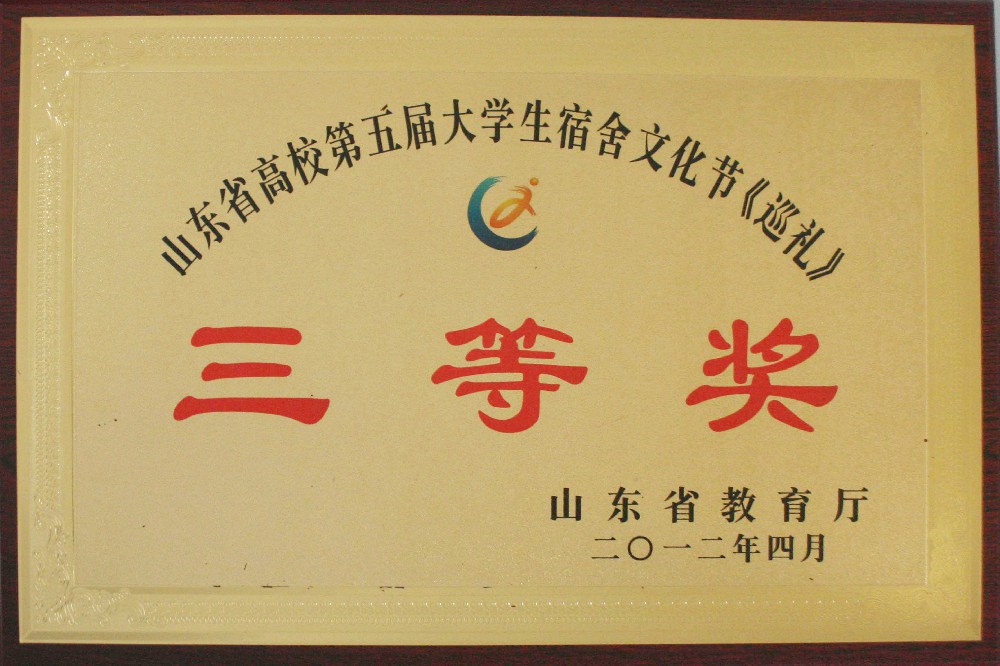 山东省高校第五届大学生宿舍文化节《巡礼》
三等奖
山东省教育厅
二〇一二年四月